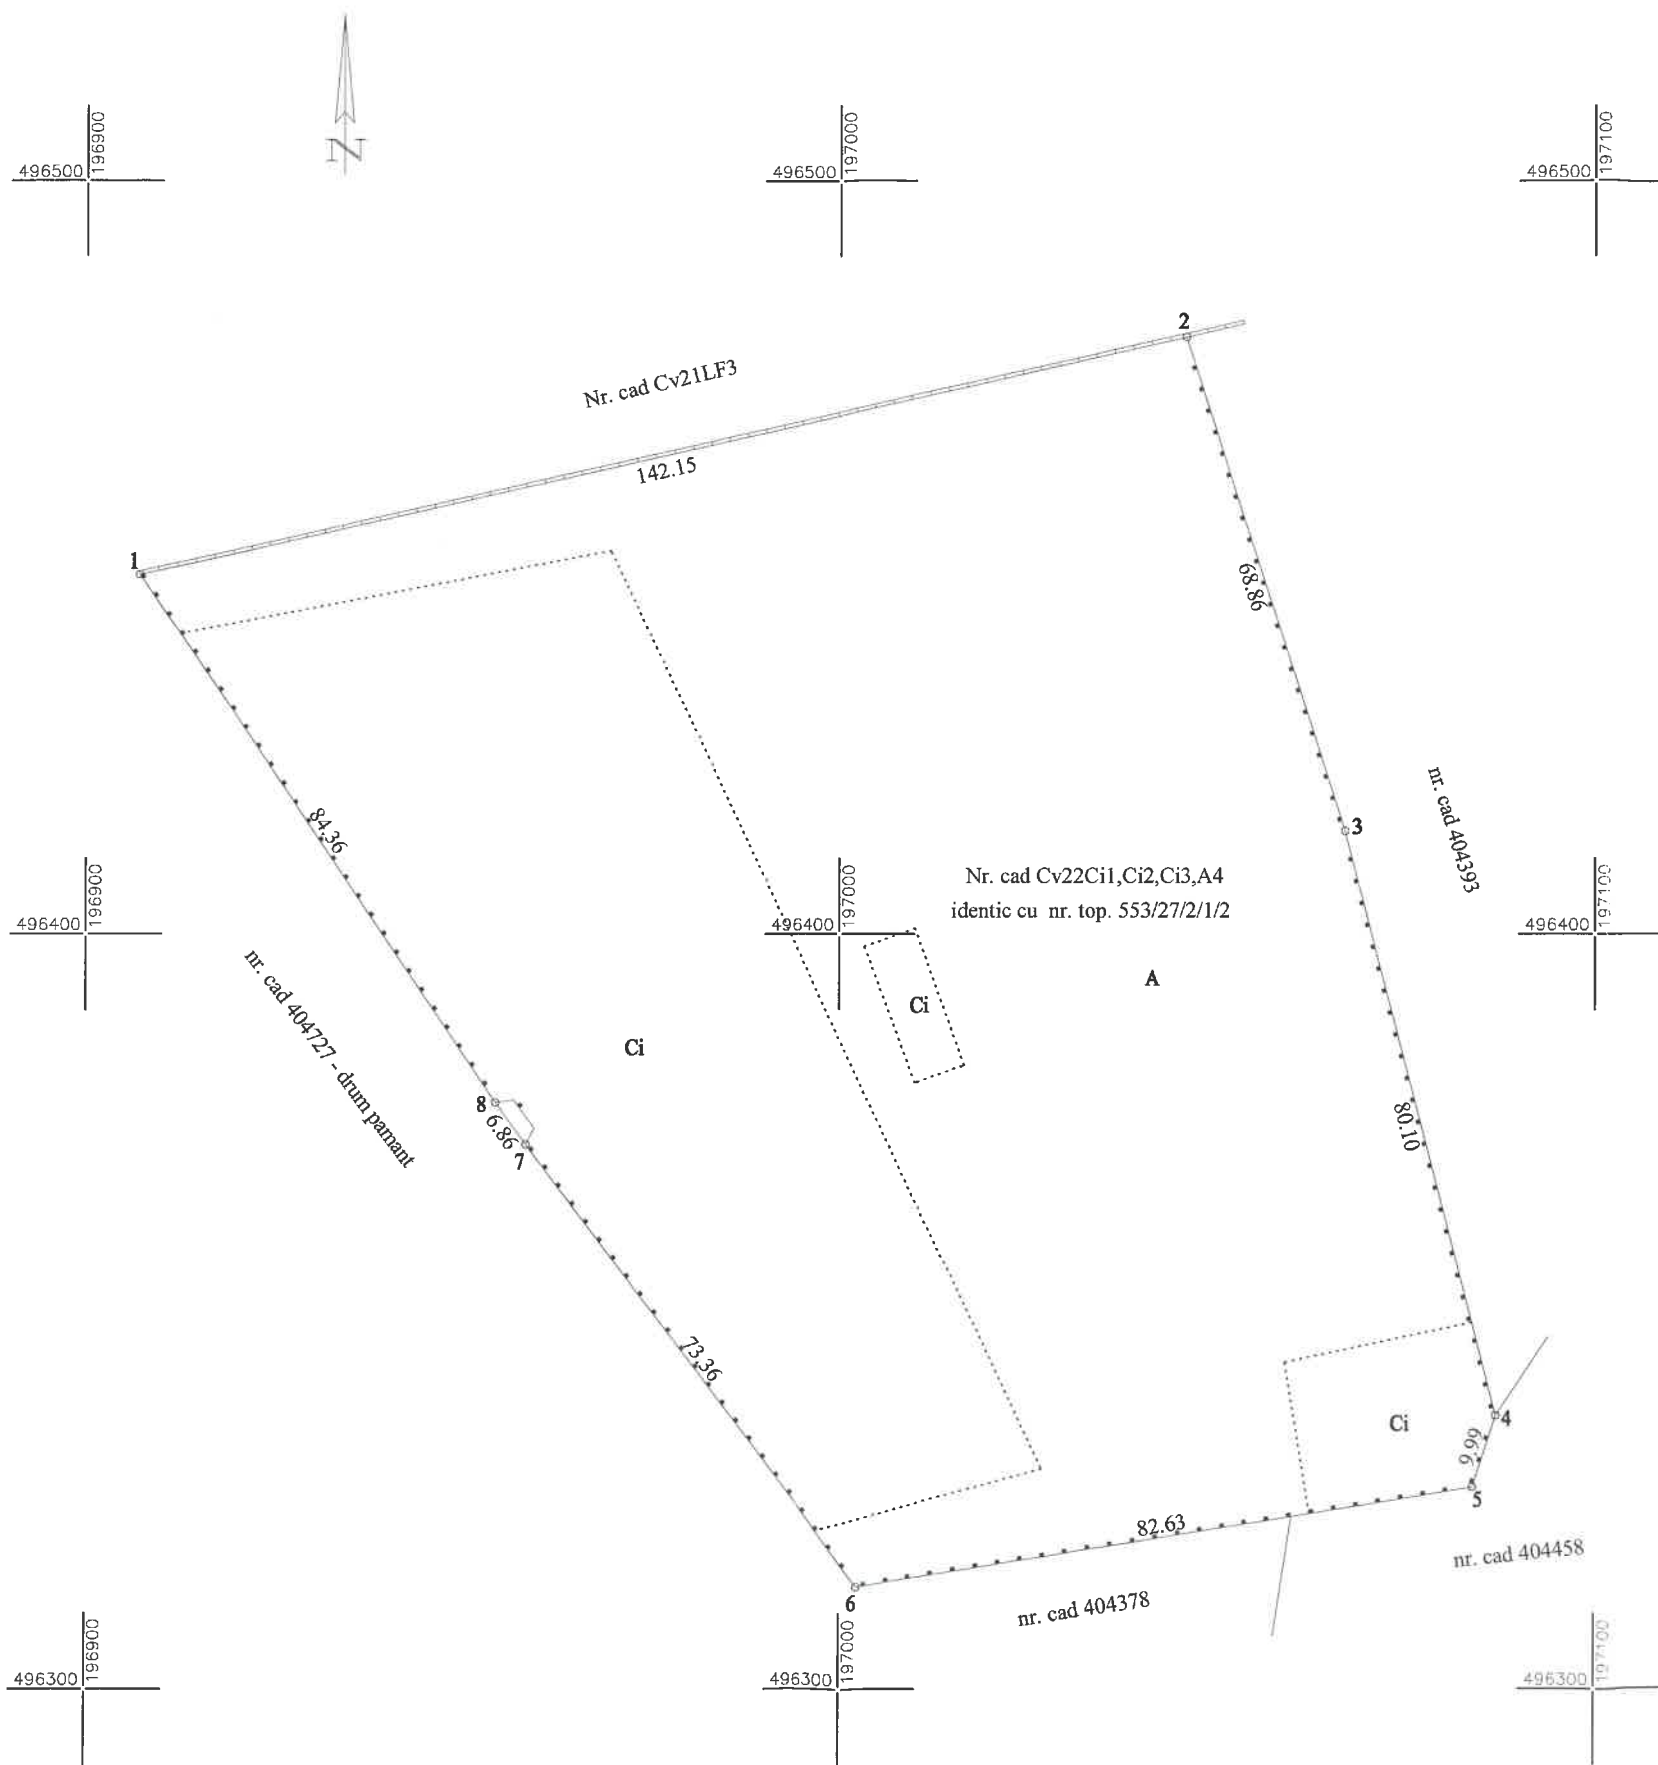 N
496500
196900
496500
197000
496500
197100
2
Nr. cad Cv21LF3
142.15
1
68.86
3
nr. cad 404393
84.36
Nr. cad Cv22Ci1,Ci2,Ci3,A4
identic cu nr. top. 553/27/2/1/2
496400
196900
496400
197000
496400
197100
A
Ci
Ci
nr. cad 404727 - drum pamant
8
6.86
7
80.10
73.36
Ci
4
9.99
5
82.63
nr. cad 404458
6
nr. cad 404378
496300
196900
496300
197000
496300
197100